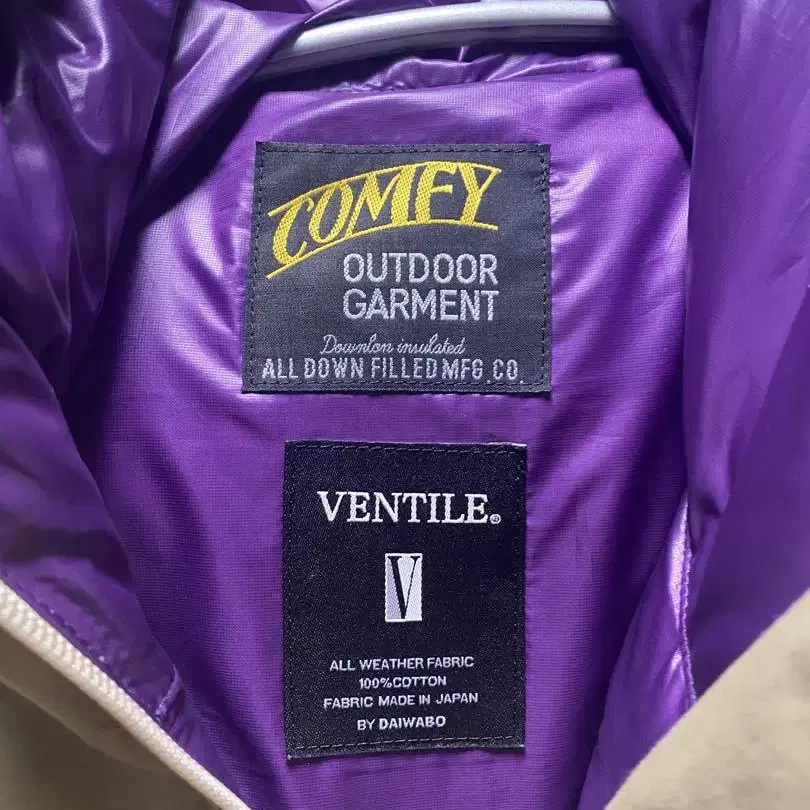 COMFY
OUTDOOR
GARMENT
Downlon insulated
ALL DOWN FILLED MFG. CO.
VENTILE®
V
ALL WEATHER FABRIC
100%COTTON
FABRIC MADE IN JAPAN
BY DAIWABO